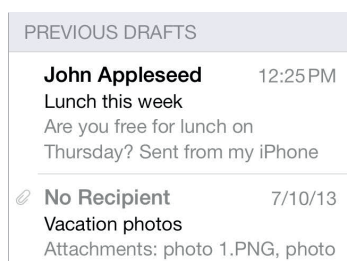 PREVIOUS DRAFTS
John Appleseed 12:25 PM
Lunch this week
Are you free for lunch on
Thursday? Sent from my iPhone
No Recipient 7/10/13
Vacation photos
Attachments: photo 1.PNG, photo